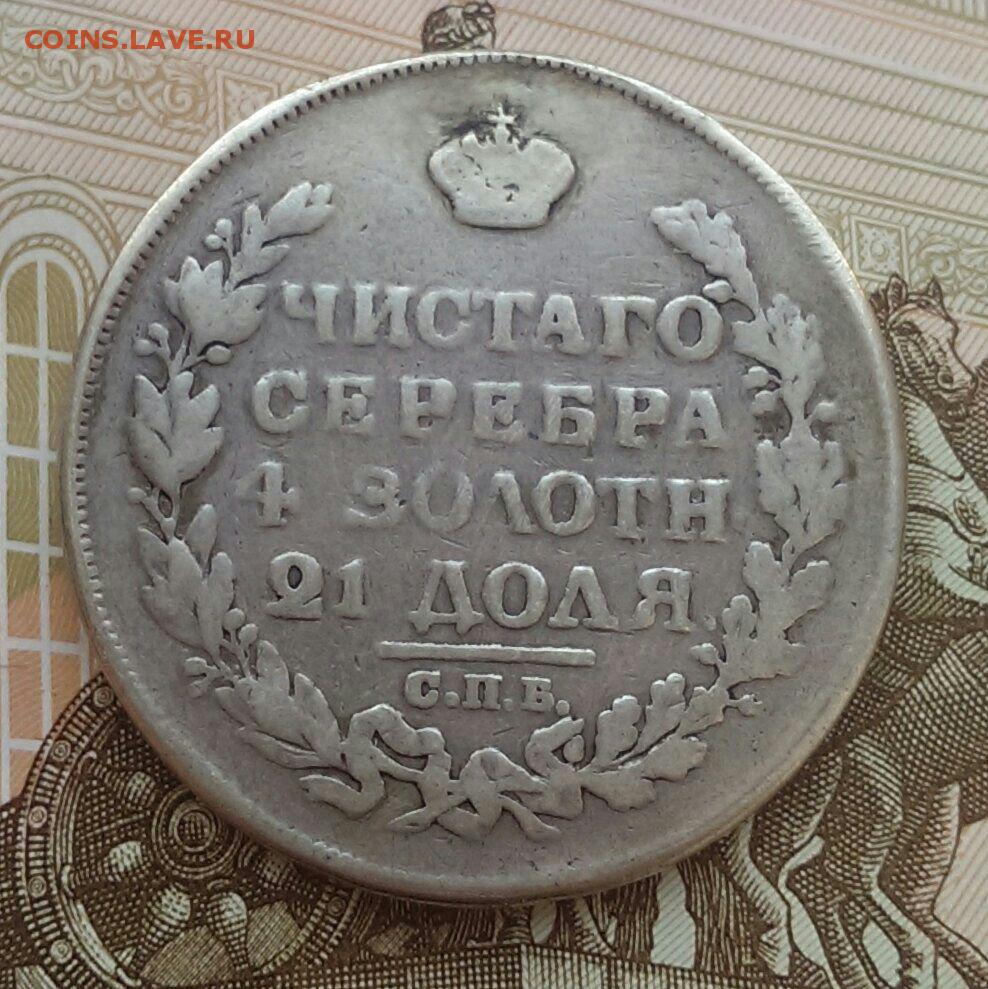 COINS.LAVE.RU
ЧИСТАГО
СЕРЕБРА
4 ЗОЛОТН.
21 ДОЛЯ.
С.П.Б.